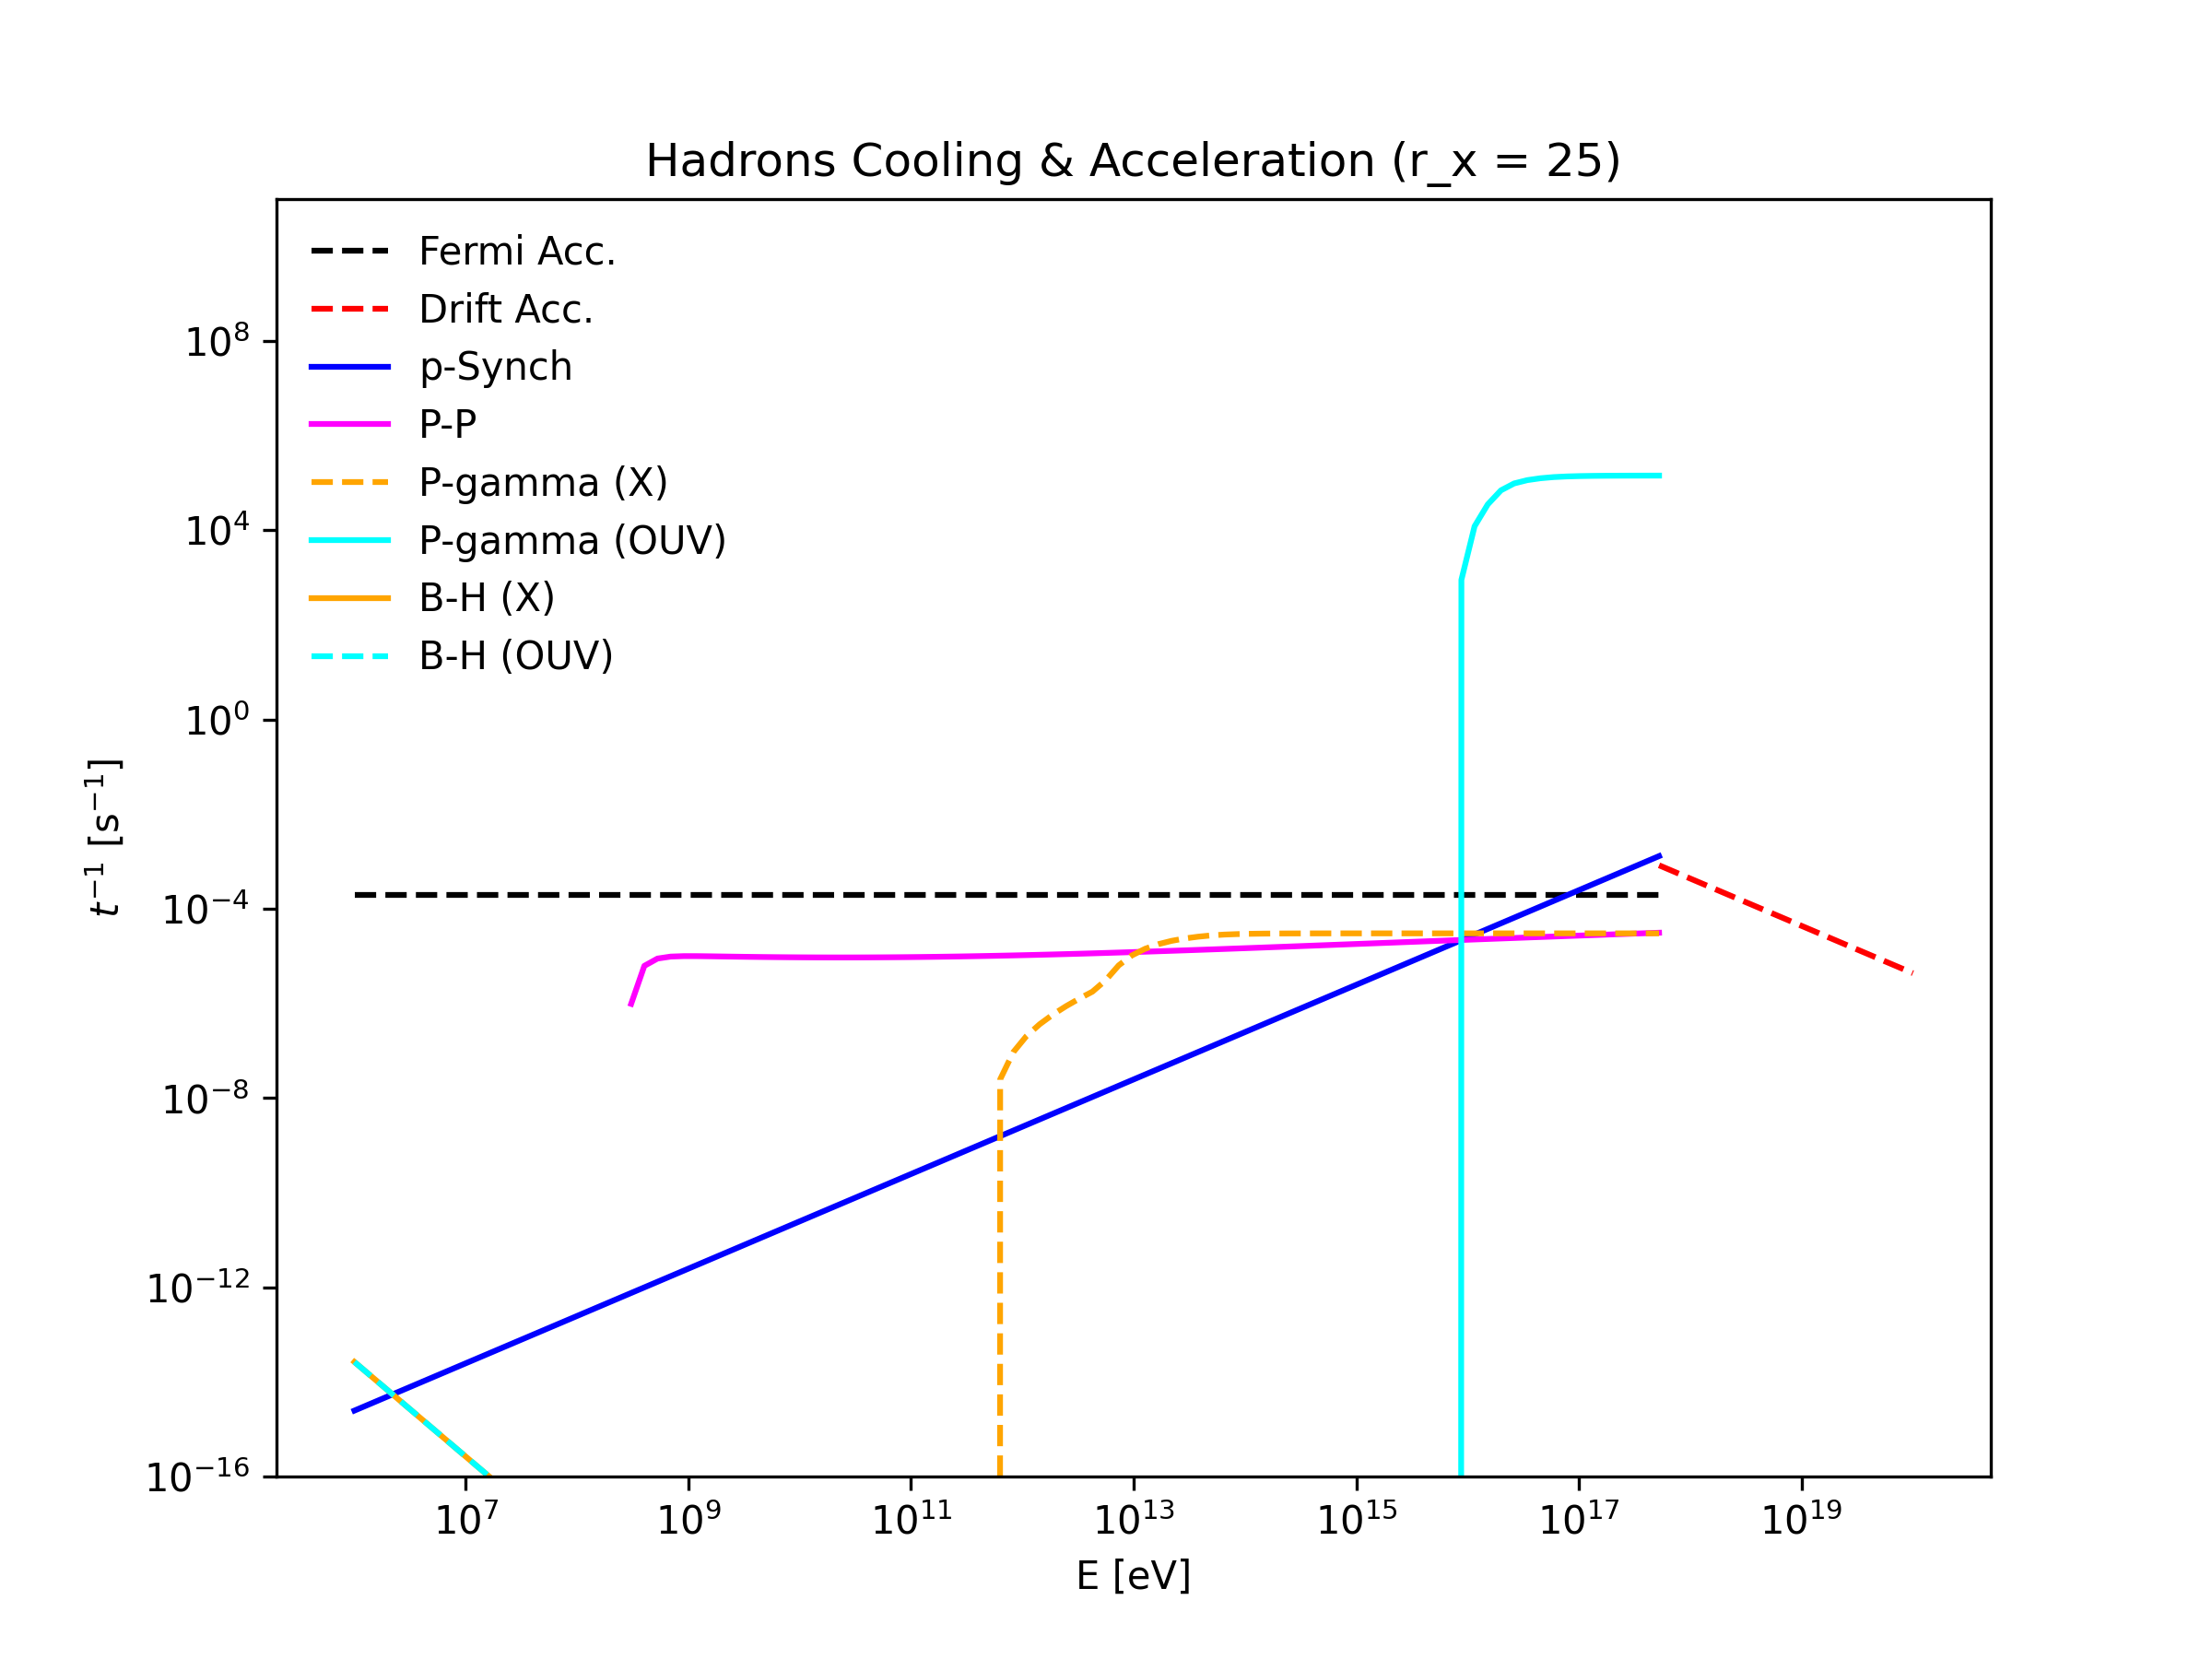 Hadrons Cooling & Acceleration (r_x = 25)
Fermi Acc.
Drift Acc.
p-Synch
P-P
P-gamma (X)
P-gamma (OUV)
B-H (X)
B-H (OUV)
10⁸
10⁴
10⁰
10⁻⁴
10⁻⁸
10⁻¹²
10⁻¹⁶
t⁻¹ [s⁻¹]
10⁷ 10⁹ 10¹¹ 10¹³ 10¹⁵ 10¹⁷ 10¹⁹
E [eV]